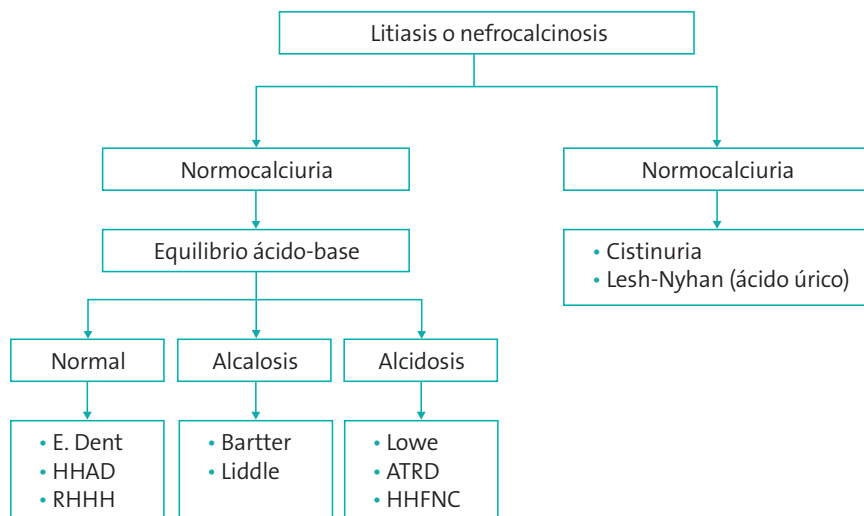 Litiasis o nefrocalcinosis
Normocalciuria
Normocalciuria
Equilibrio ácido-base
• Cistinuria
• Lesh-Nyhan (ácido úrico)
Normal
Alcalosis
Alcidosis
• E. Dent
• HHAD
• RHHH
• Bartter
• Liddle
• Lowe
• ATRD
• HHFNC